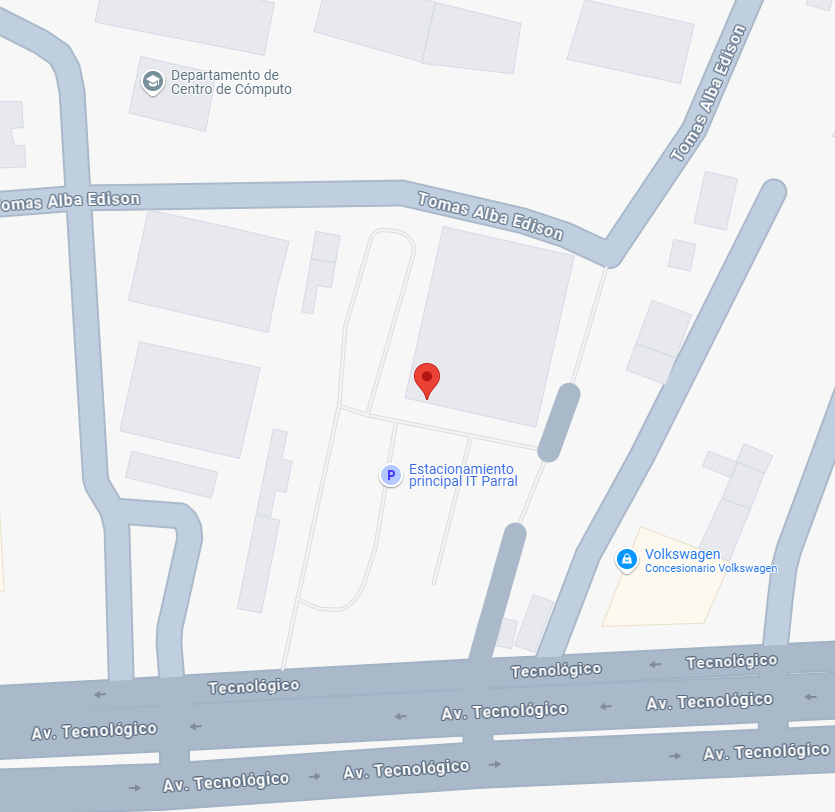 Tomas Alba Edison
Departamento de
Centro de Cómputo
omas Alba Edison
Tomas Alba Edison
P
Estacionamiento
principal IT Parral
Volkswagen
Concesionario Volkswagen
Tecnológico
Tecnológico
Tecnológico
Av. Tecnológico
Av. Tecnológico
Av. Tecnológico
Av. Tecnológico
Av. Tecnológico
Av. Tecnológico